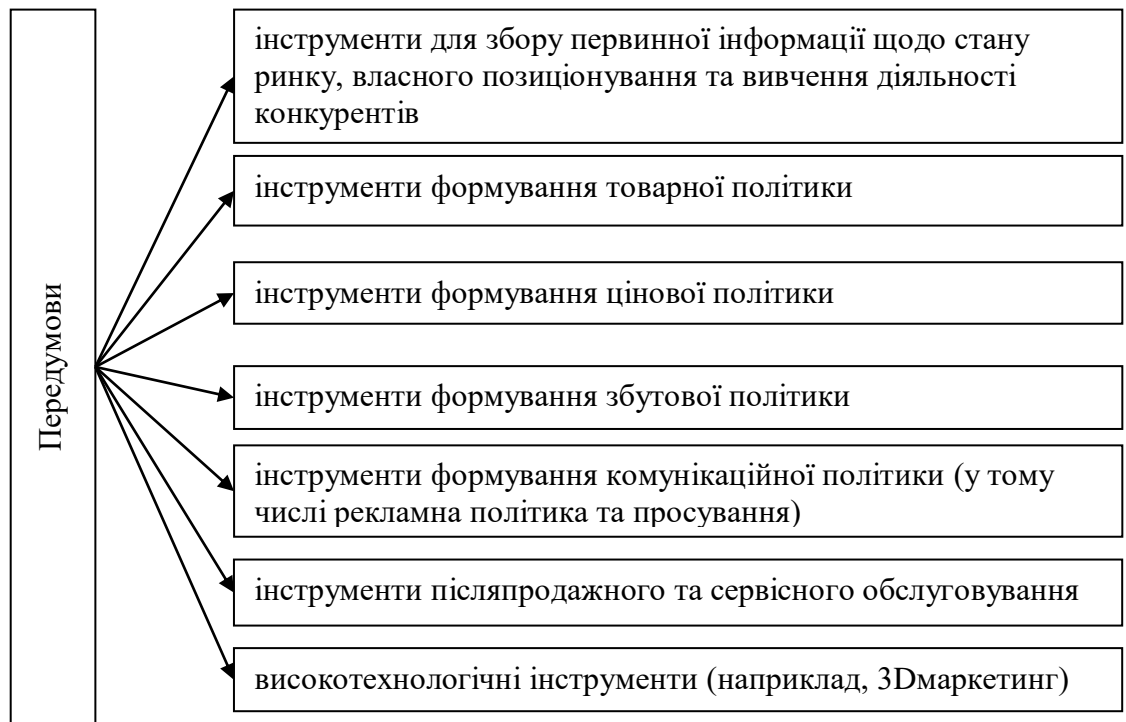 Передумови
інструменти для збору первинної інформації щодо стану
ринку, власного позиціонування та вивчення діяльності
конкурентів
інструменти формування товарної політики
інструменти формування цінової політики
інструменти формування збутової політики
інструменти формування комунікаційної політики (у тому
числі рекламна політика та просування)
інструменти післяпродажного та сервісного обслуговування
високотехнологічні інструменти (наприклад, 3Dмаркетинг)